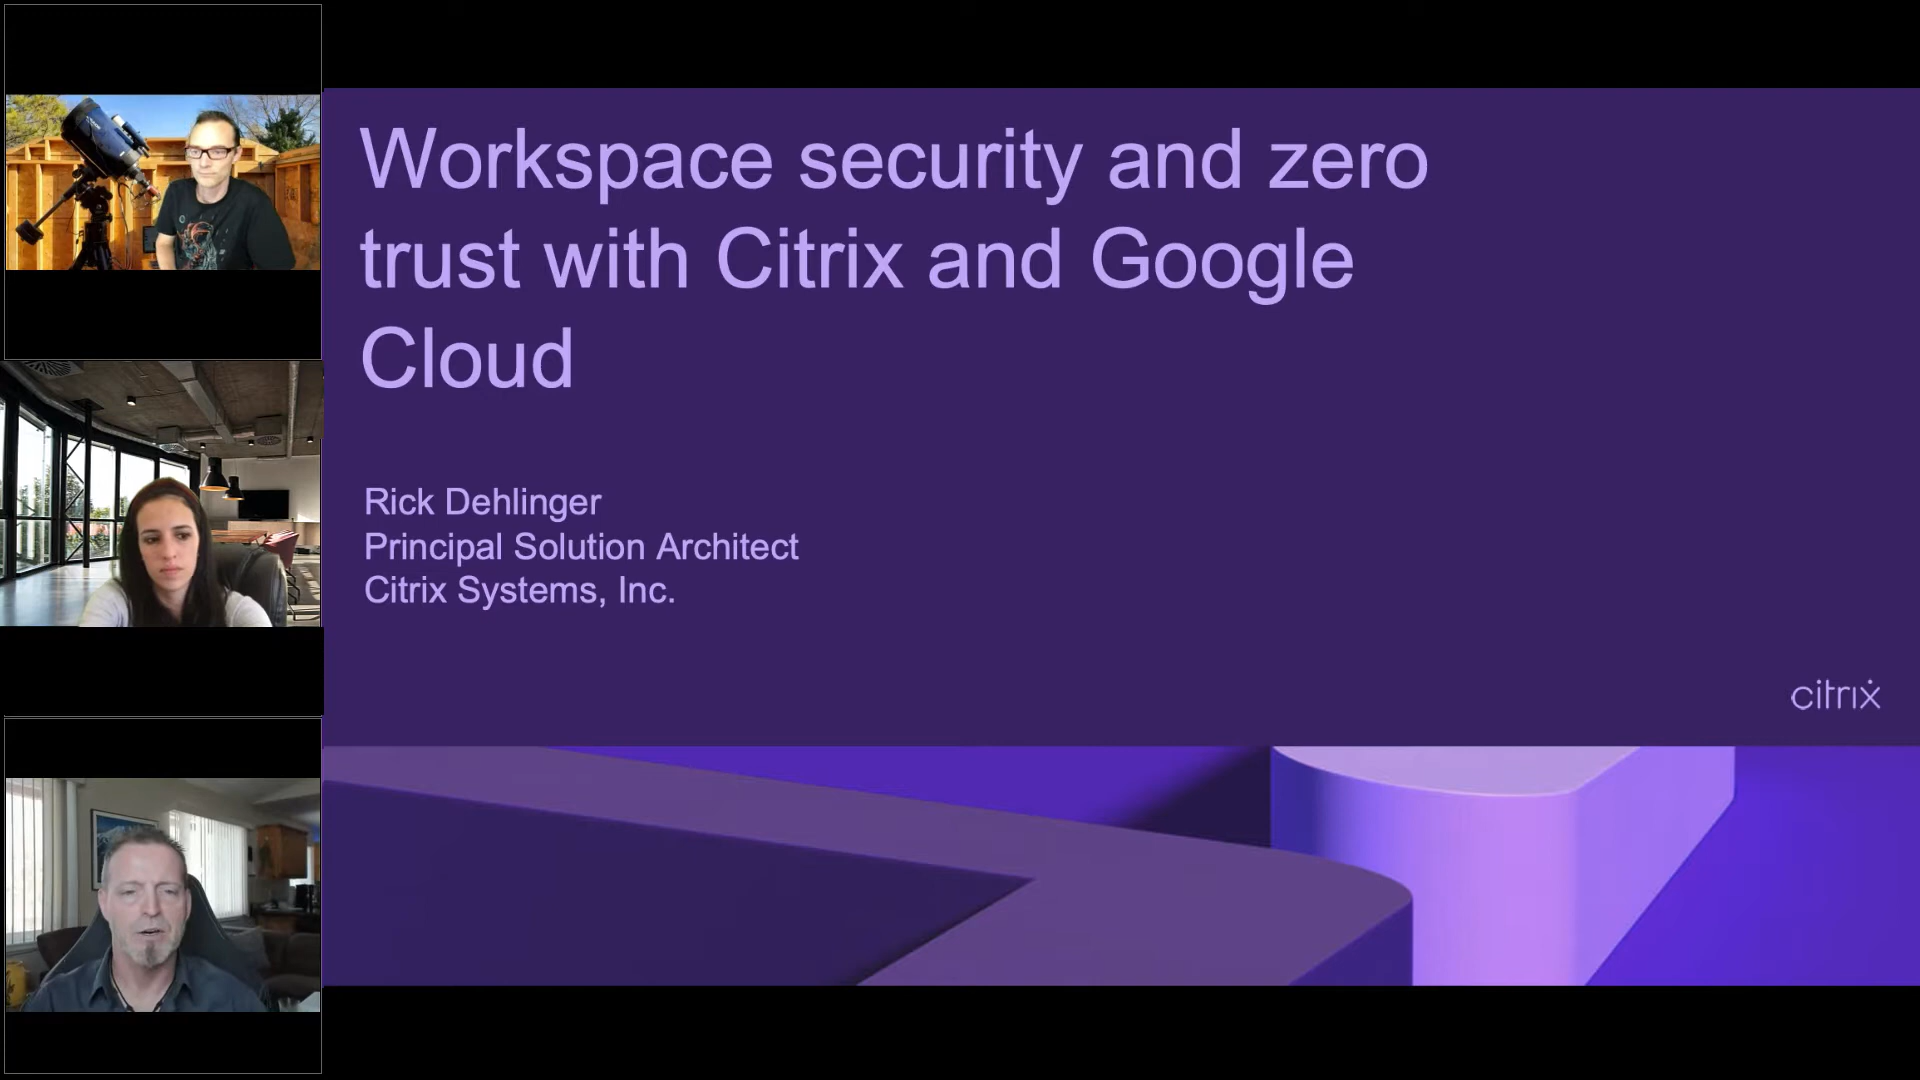 Workspace security and zero
trust with Citrix and Google
Cloud
Rick Dehlinger
Principal Solution Architect
Citrix Systems, Inc.
citrix